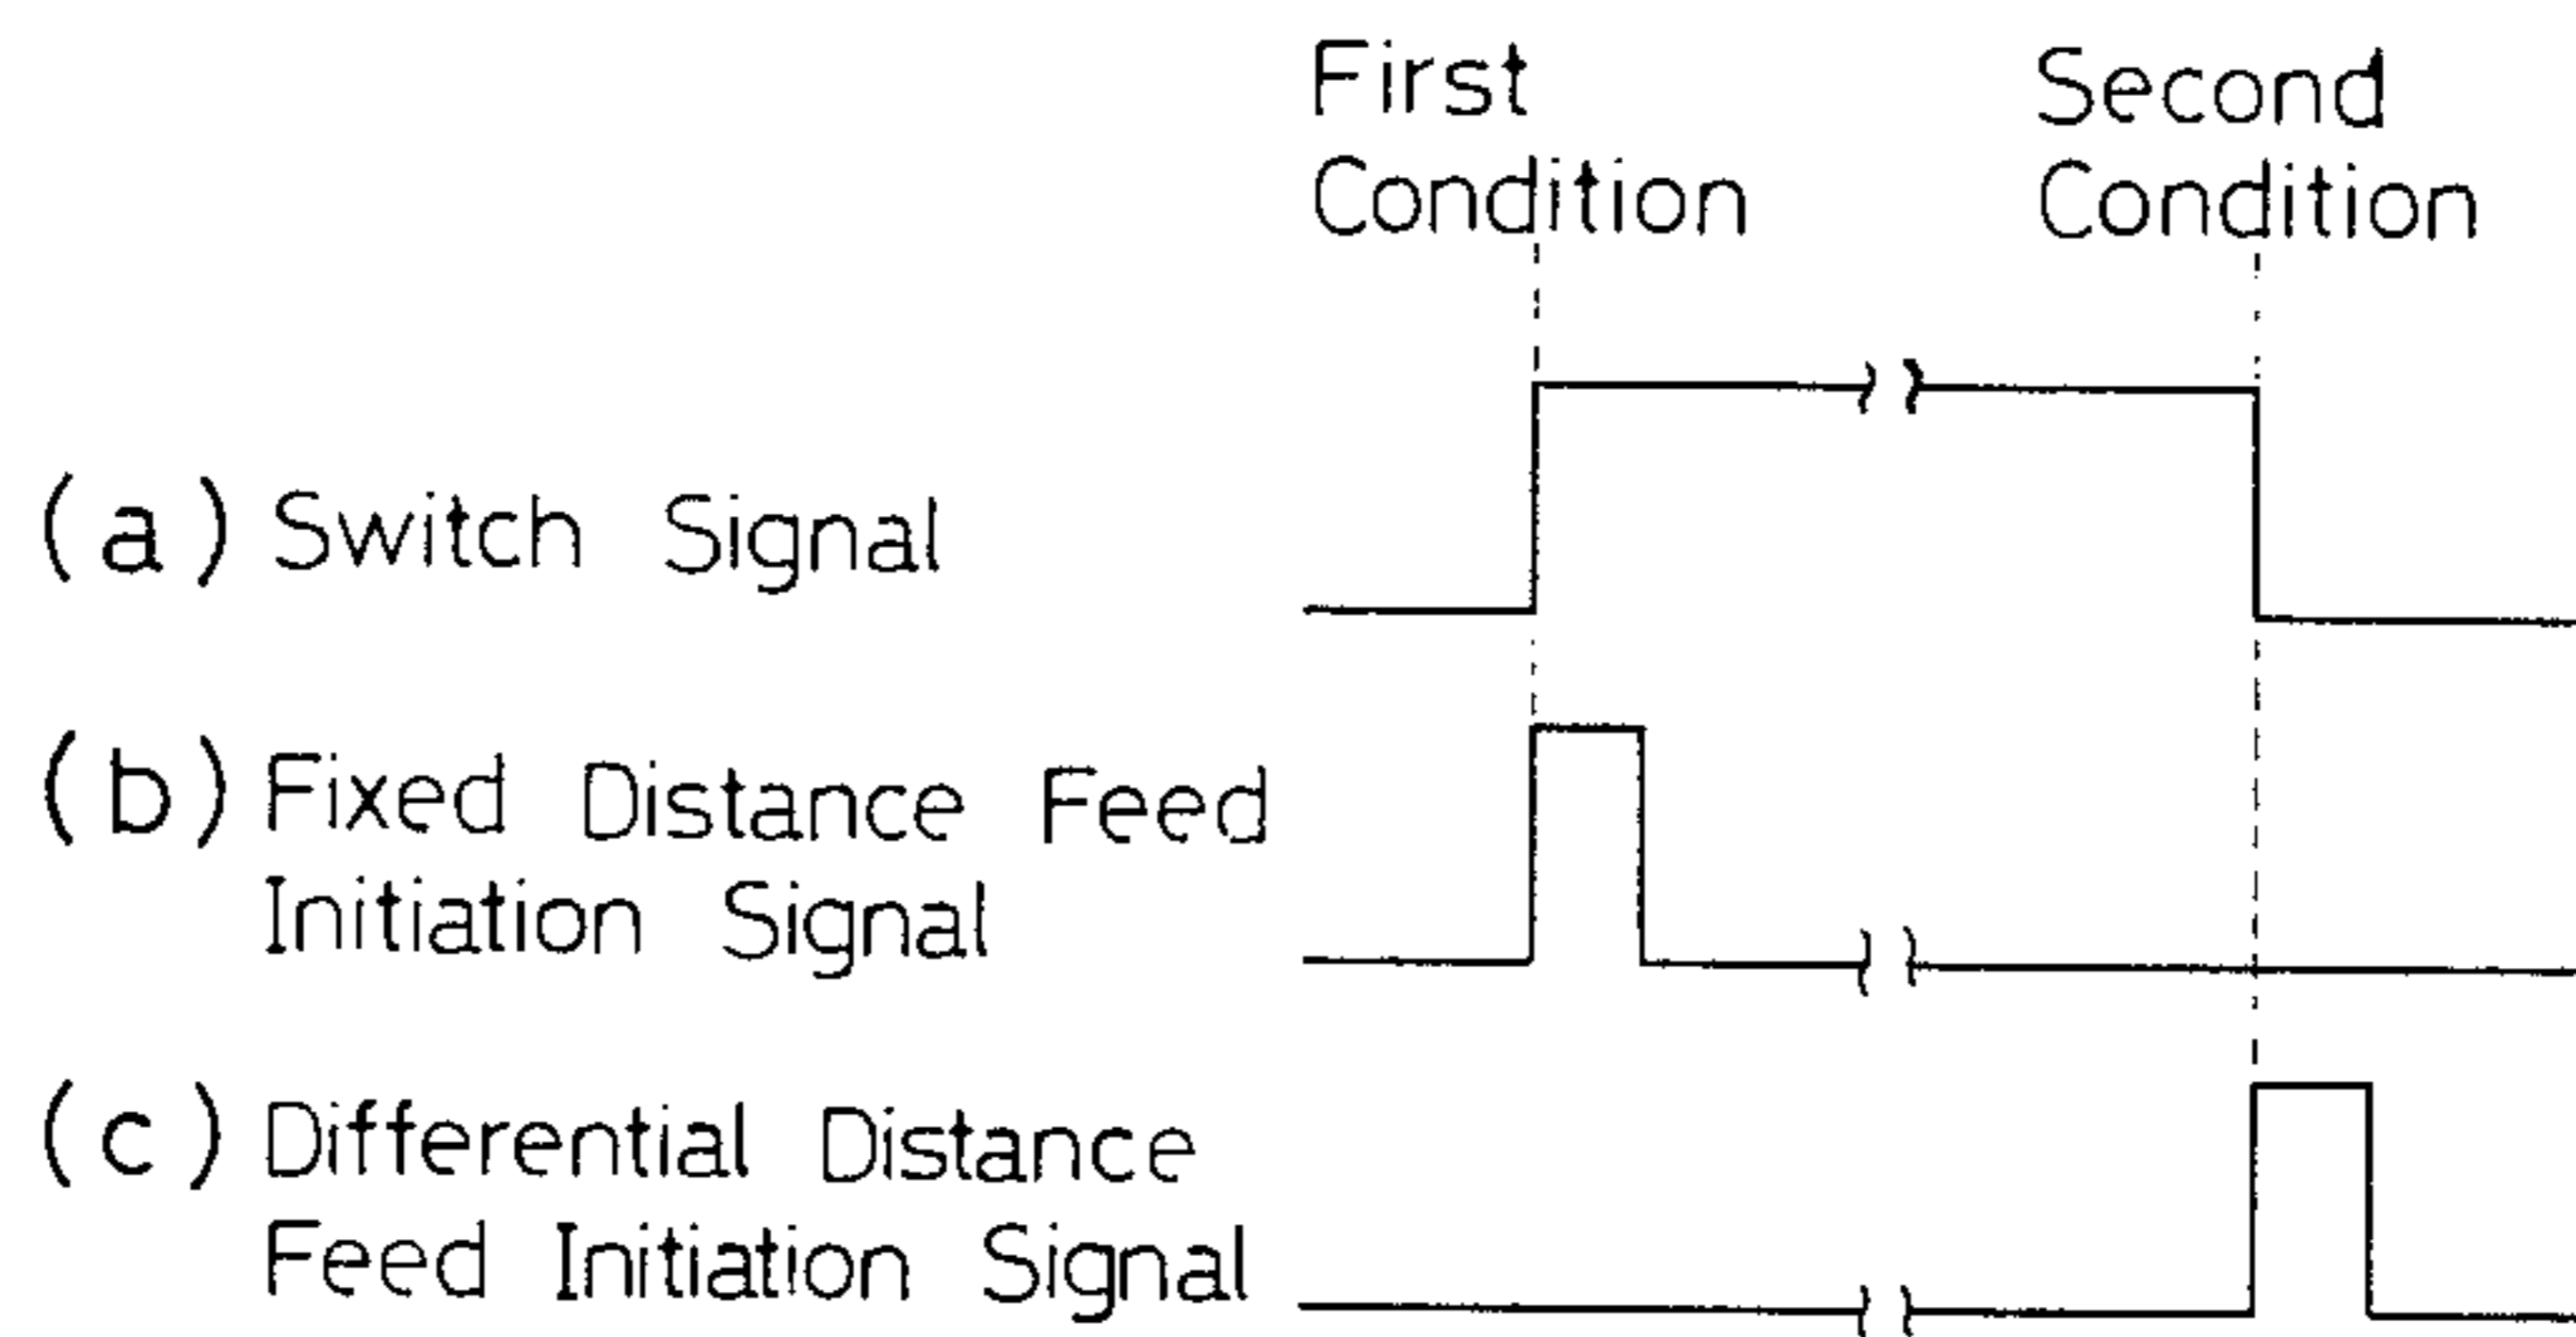 First
Condition
Second
Condition
(a) Switch Signal
(b) Fixed Distance Feed
Initiation Signal
(c) Differential Distance
Feed Initiation Signal